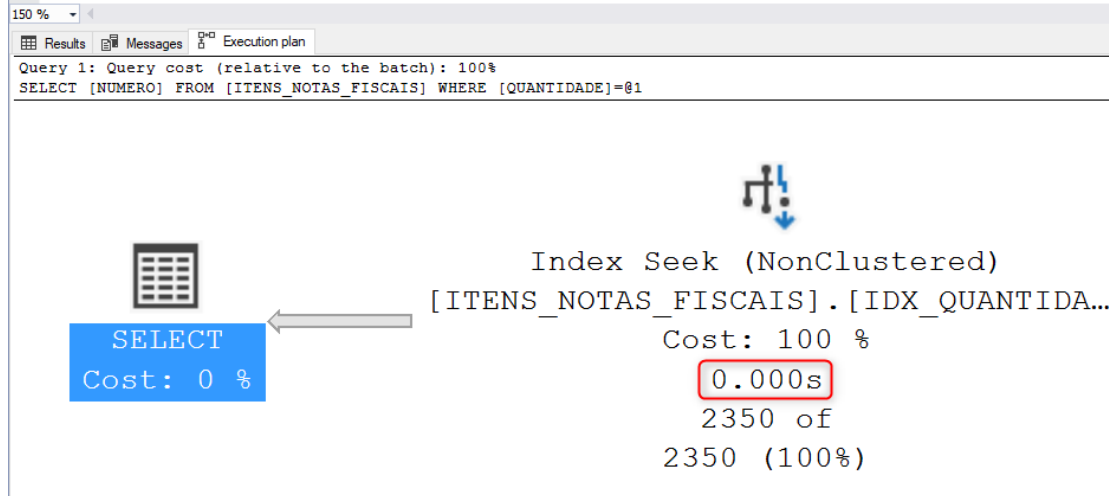 150 %
Results Messages Execution plan
Query 1: Query cost (relative to the batch): 100%
SELECT [NUMERO] FROM [ITENS_NOTAS_FISCAIS] WHERE [QUANTIDADE]=@1
Index Seek (NonClustered)
[ITENS_NOTAS_FISCAIS].[IDX_QUANTIDA…
Cost: 100 %
0.000s
2350 of
2350 (100%)
SELECT
Cost: 0 %